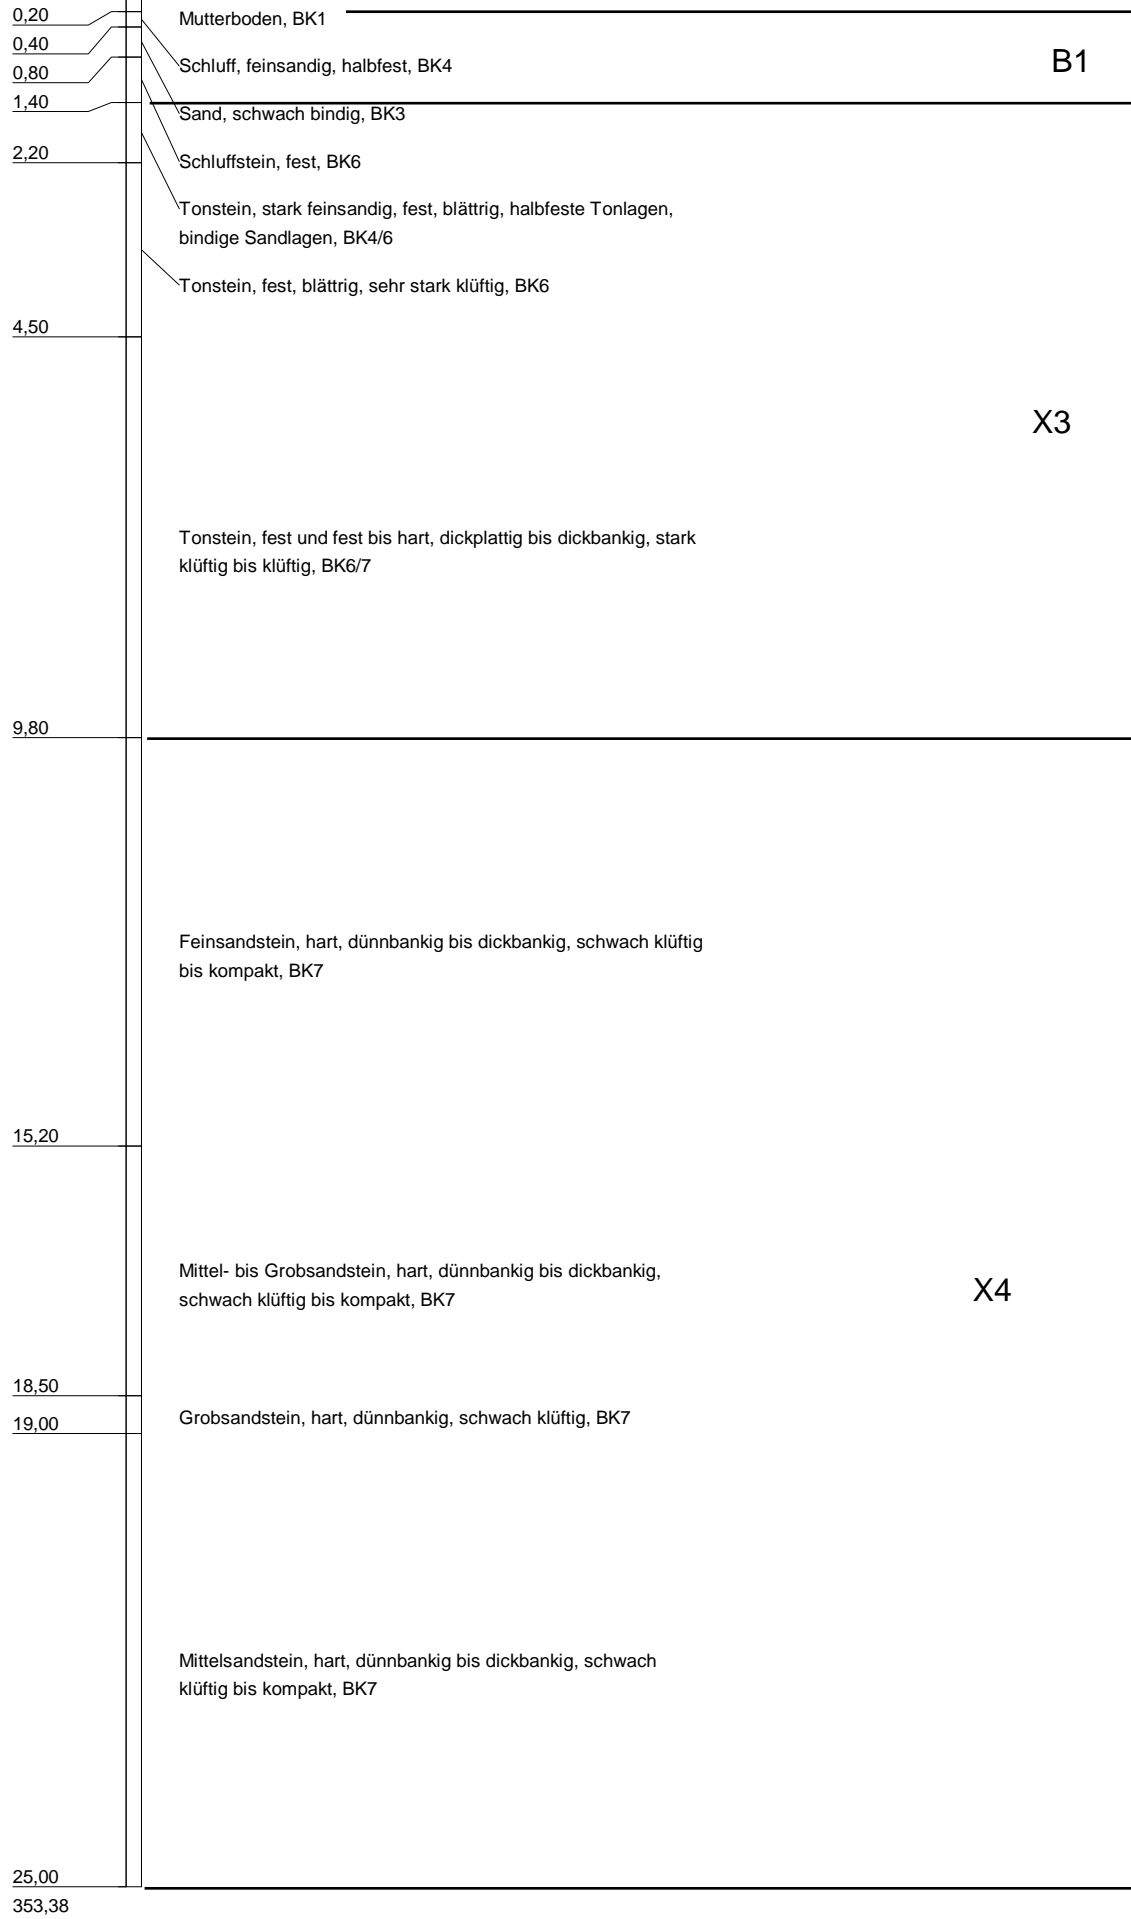 0,20
Mutterboden, BK1
0,40
B1
Schluff, feinsandig, halbfest, BK4
0,80
1,40
Sand, schwach bindig, BK3
2,20
Schluffstein, fest, BK6
Tonstein, stark feinsandig, fest, blättrig, halbfeste Tonlagen,
bindige Sandlagen, BK4/6
Tonstein, fest, blättrig, sehr stark klüftig, BK6
4,50
X3
Tonstein, fest und fest bis hart, dickplattig bis dickbankig, stark
klüftig bis klüftig, BK6/7
9,80
Feinsandstein, hart, dünnbankig bis dickbankig, schwach klüftig
bis kompakt, BK7
15,20
Mittel- bis Grobsandstein, hart, dünnbankig bis dickbankig,
schwach klüftig bis kompakt, BK7
X4
18,50
Grobsandstein, hart, dünnbankig, schwach klüftig, BK7
19,00
Mittelsandstein, hart, dünnbankig bis dickbankig, schwach
klüftig bis kompakt, BK7
25,00
353,38